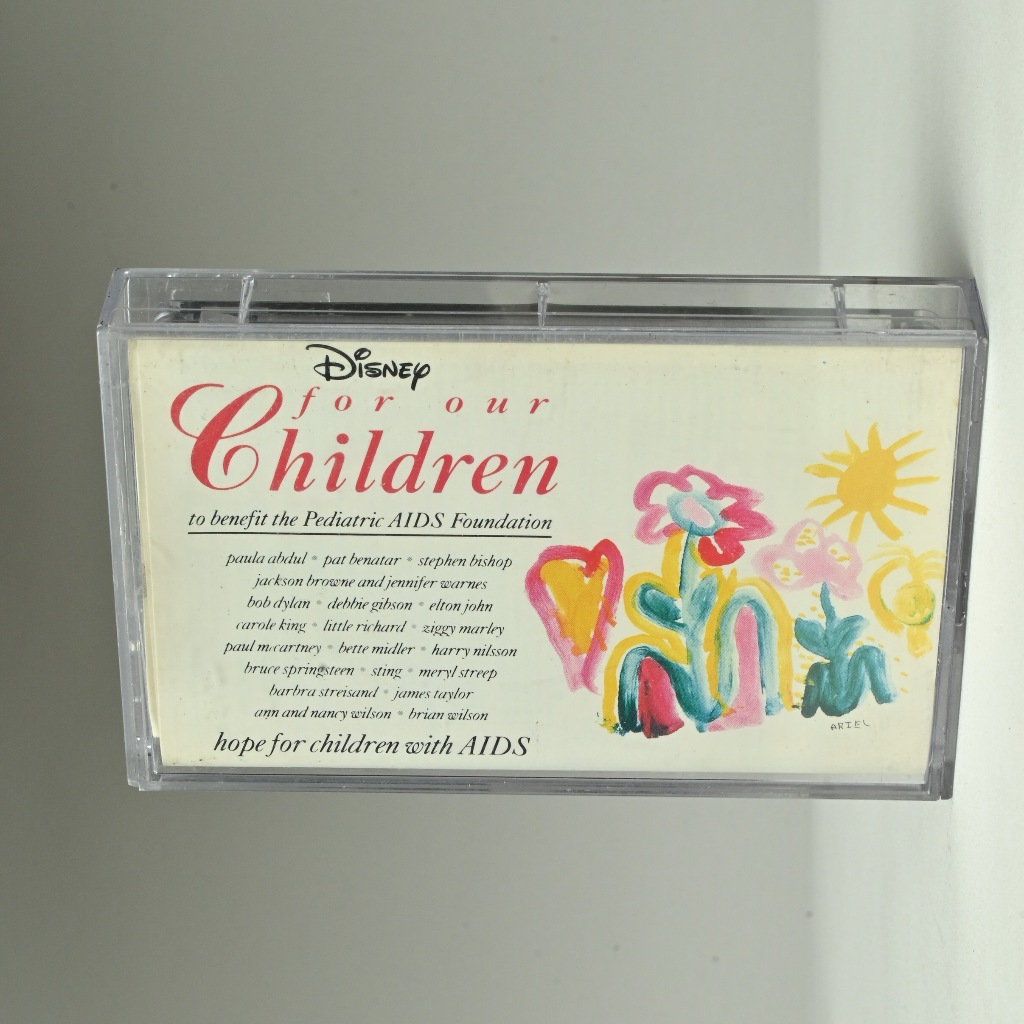 Disney
for our
Children
to benefit the Pediatric AIDS Foundation
paula abdul • pat benatar • stephen bishop
jackson browne and jennifer warnes
bob dylan • debbie gibson • elton john
carole king • little richard • ziggy marley
paul mccartney • bette midler • harry nilsson
bruce springsteen • sting • meryl streep
barbra streisand • james taylor
ann and nancy wilson • brian wilson
hope for children with AIDS
ARIEL